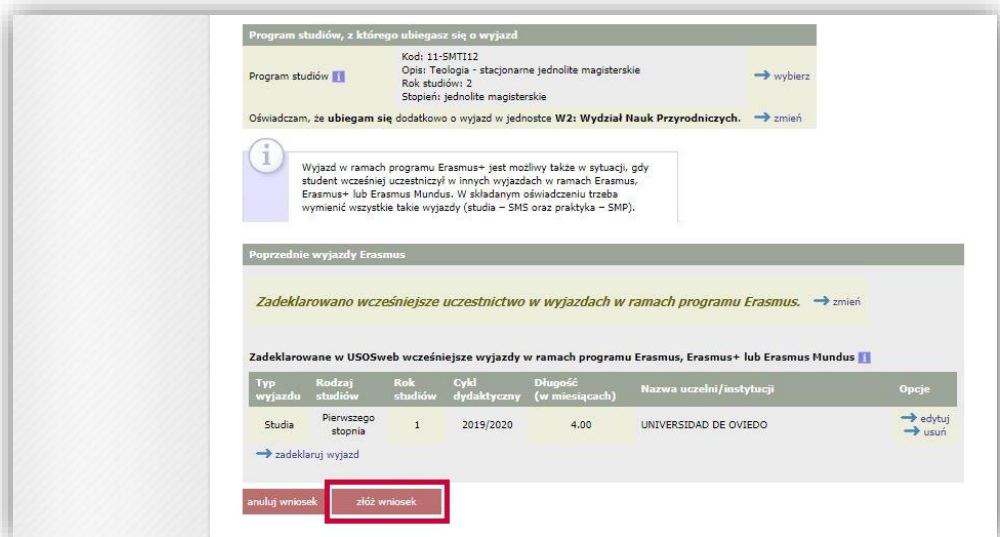 Program studiów, z którego ubiegasz się o wyjazd
Program studiów i
Kod: 11-SMTI12
Opis: Teologia - stacjonarne jednolite magisterskie
Rok studiów: 2
Stopień: jednolite magisterskie
wybierz
Oświadczam, że ubiegam się dodatkowo o wyjazd w jednostce W2: Wydział Nauk Przyrodniczych. zmień
i
Wyjazd w ramach programu Erasmus+ jest możliwy także w sytuacji, gdy
student wcześniej uczestniczył w innych wyjazdach w ramach Erasmus,
Erasmus+ lub Erasmus Mundus. W składanym oświadczeniu trzeba
wymienić wszystkie takie wyjazdy (studia – SMS oraz praktyka – SMP).
Poprzednie wyjazdy Erasmus
Zadeklarowano wcześniejsze uczestnictwo w wyjazdach w ramach programu Erasmus. zmień
Zadeklarowane w USOSweb wcześniejsze wyjazdy w ramach programu Erasmus, Erasmus+ lub Erasmus Mundus i
Typ wyjazdu Rodzaj studiów Rok studiów Cykl dydaktyczny Długość (w miesiącach) Nazwa uczelni/instytucji Opcje
Studia Pierwszego stopnia 1 2019/2020 4.00 UNIVERSIDAD DE OVIEDO edytuj
usuń
zadeklaruj wyjazd
anuluj wniosek złóż wniosek